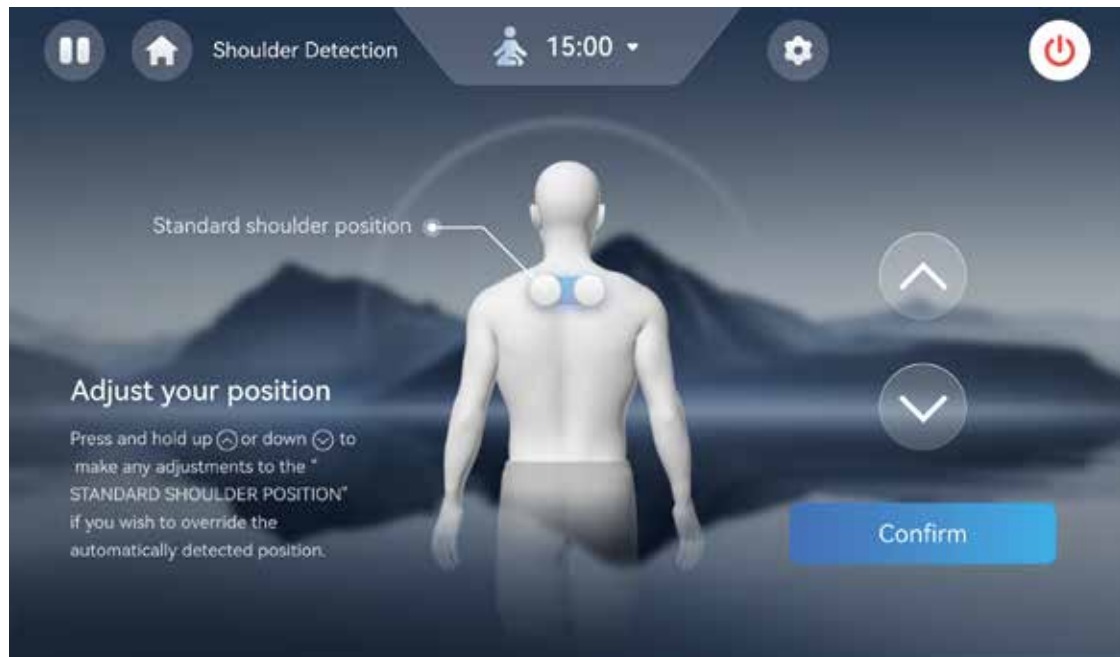 Shoulder Detection
15:00
Standard shoulder position
Adjust your position
Press and hold up or down to
make any adjustments to the "
STANDARD SHOULDER POSITION"
if you wish to override the
automatically detected position.
Confirm